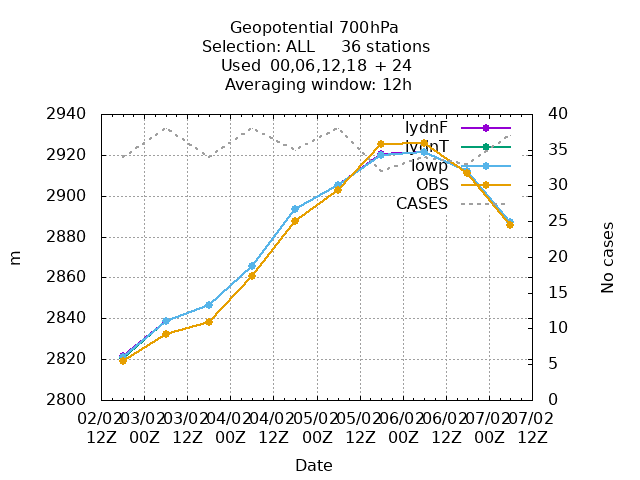 Geopotential 700hPa
Selection: ALL 36 stations
Used 00,06,12,18 + 24
Averaging window: 12h
2940
2920
2900
2880
2860
2840
2820
2800
m
40
35
30
25
20
15
10
5
0
No cases
lydnF
lydnT
lowp
OBS
CASES
02/02 03/02 03/02 04/02 04/02 05/02 05/02 06/02 06/02 07/02 07/02
12Z 00Z 12Z 00Z 12Z 00Z 12Z 00Z 12Z 00Z 12Z
Date